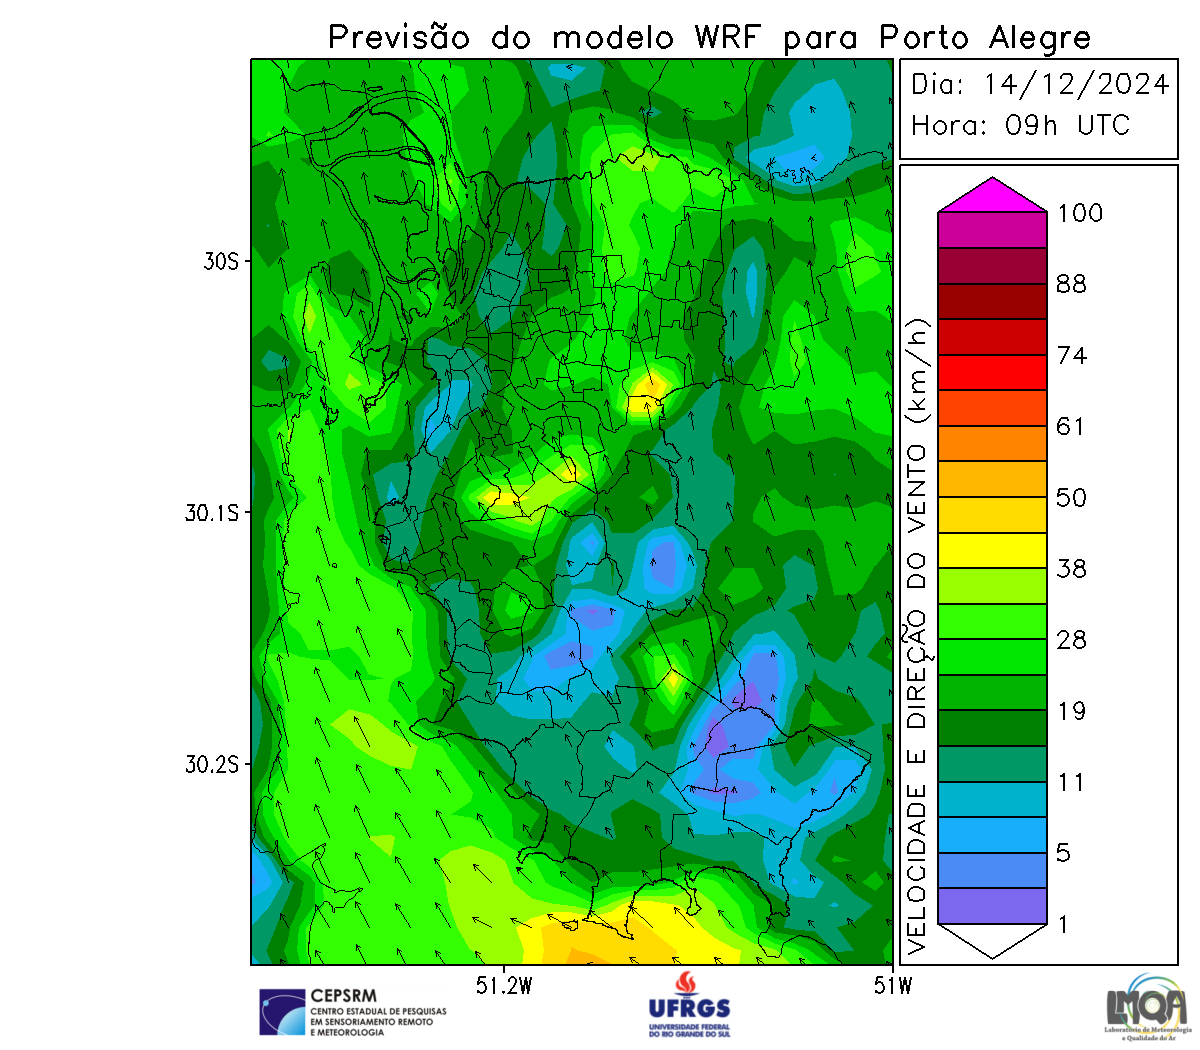 Previsão do modelo WRF para Porto Alegre
Dia: 14/12/2024
Hora: 09h UTC
30S
30.1S
30.2S
51.2W
51W
VELOCIDADE E DIREÇÃO DO VENTO (km/h)
100
88
74
61
50
38
28
19
11
5
1
CEPSRM
CENTRO ESTADUAL DE PESQUISAS
EM SENSORIAMENTO REMOTO
E METEOROLOGIA
UFRGS
UNIVERSIDADE FEDERAL
DO RIO GRANDE DO SUL
LMQA
Laboratório de Meteorologia
e Qualidade do Ar